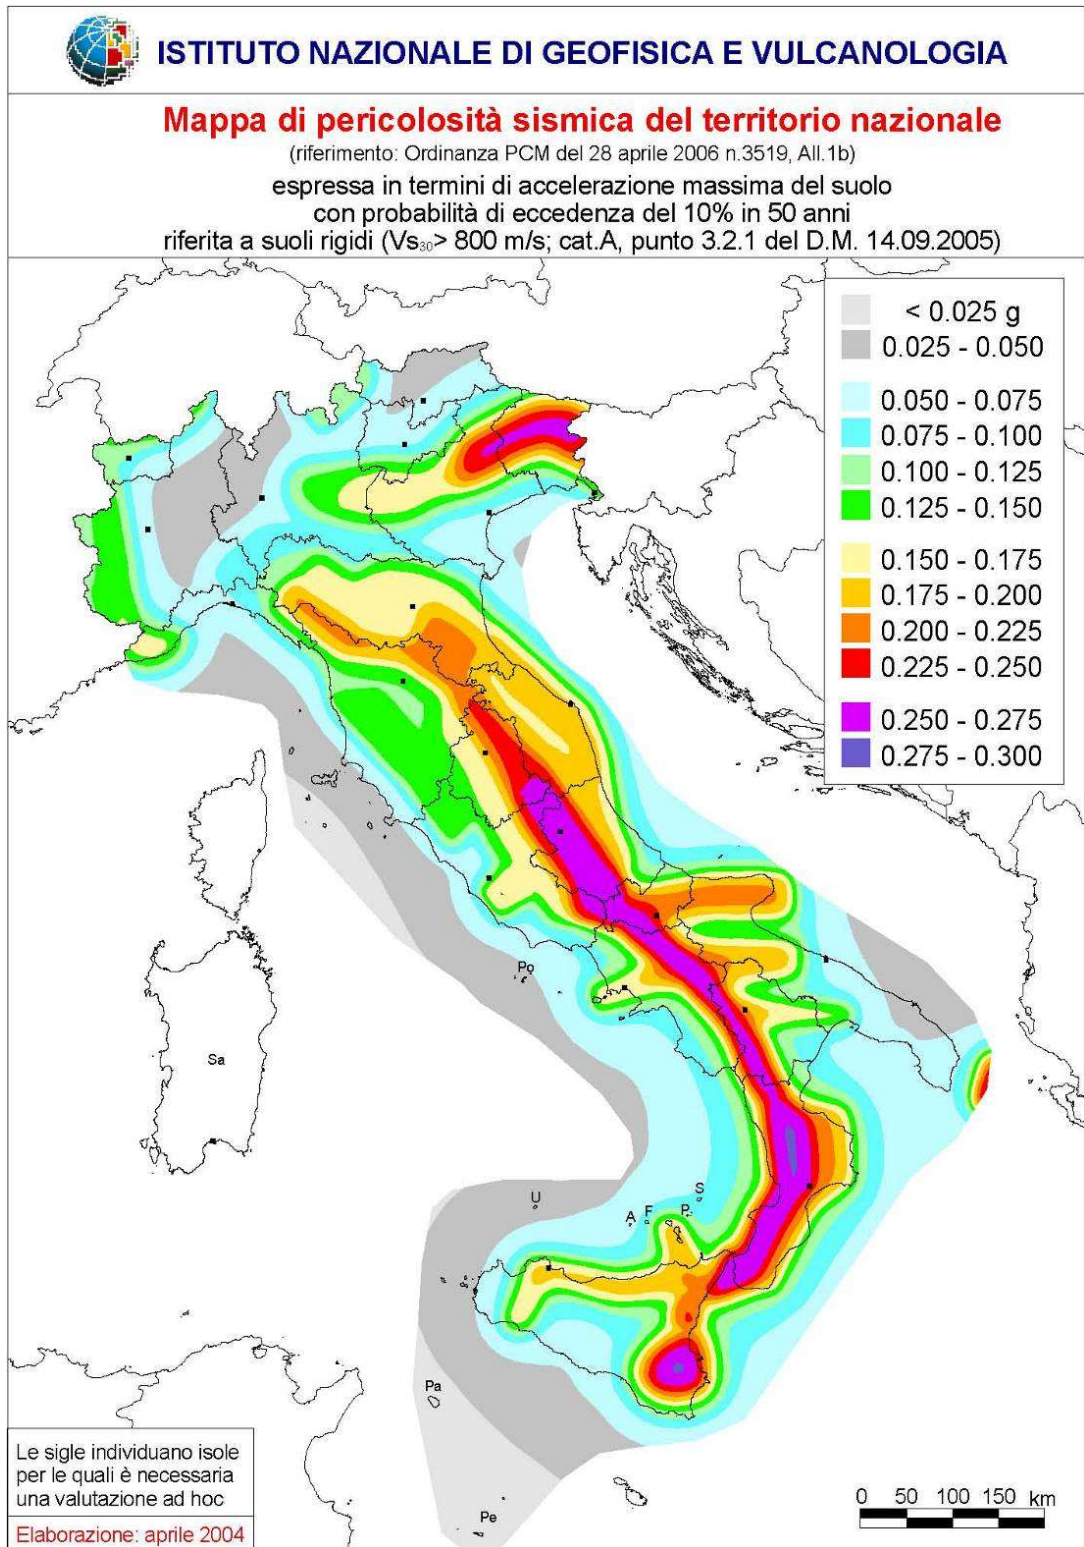 ISTITUTO NAZIONALE DI GEOFISICA E VULCANOLOGIA
Mappa di pericolosità sismica del territorio nazionale
(riferimento: Ordinanza PCM del 28 aprile 2006 n.3519, All.1b)
espressa in termini di accelerazione massima del suolo
con probabilità di eccedenza del 10% in 50 anni
riferita a suoli rigidi (Vs30> 800 m/s; cat.A, punto 3.2.1 del D.M. 14.09.2005)
< 0.025 g
0.025 - 0.050
0.050 - 0.075
0.075 - 0.100
0.100 - 0.125
0.125 - 0.150
0.150 - 0.175
0.175 - 0.200
0.200 - 0.225
0.225 - 0.250
0.250 - 0.275
0.275 - 0.300
Po
Sa
U
S
A
F
P
Pa
Pe
Le sigle individuano isole
per le quali è necessaria
una valutazione ad hoc
Elaborazione: aprile 2004
0 50 100 150 km